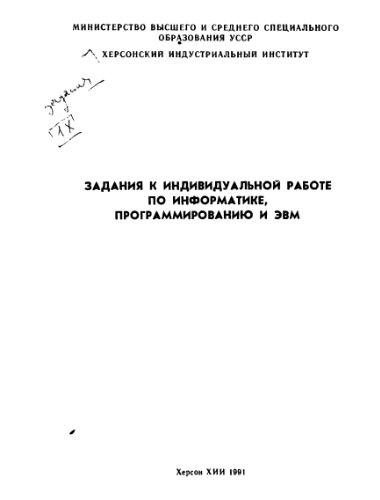 МИНИСТЕРСТВО ВЫСШЕГО И СРЕДНЕГО СПЕЦИАЛЬНОГО
ОБРАЗОВАНИЯ УССР
ХЕРСОНСКИЙ ИНДУСТРИАЛЬНЫЙ ИНСТИТУТ
задания
1X
ЗАДАНИЯ К ИНДИВИДУАЛЬНОЙ РАБОТЕ
ПО ИНФОРМАТИКЕ,
ПРОГРАММИРОВАНИЮ И ЭВМ
Херсон ХИИ 1991